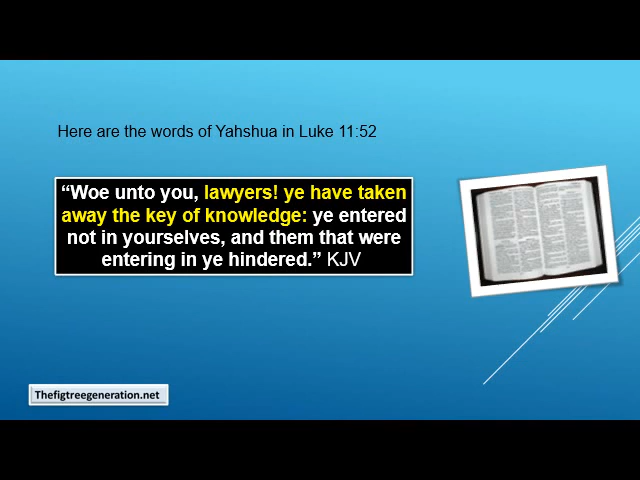 Here are the words of Yahshua in Luke 11:52
“Woe unto you, lawyers! ye have taken
away the key of knowledge: ye entered
not in yourselves, and them that were
entering in ye hindered.” KJV
Thefigtreegeneration.net